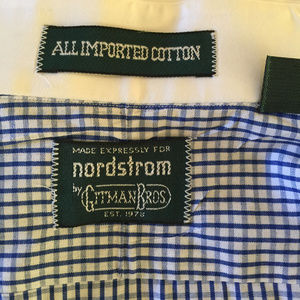 ALL IMPORTED COTTON
MADE EXPRESSLY FOR
nordstrom
by GITMAN BROS.
EST. 1978